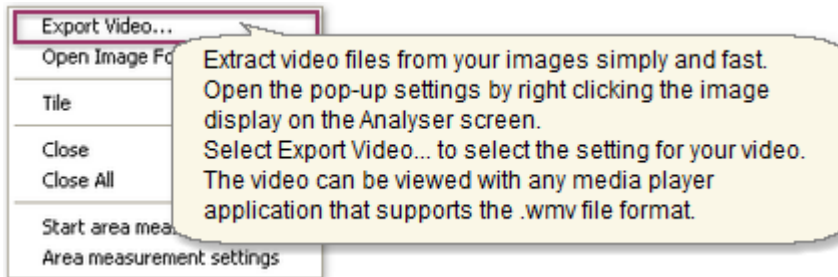 Export Video...
Open Image Fo
Extract video files from your images simply and fast.
Open the pop-up settings by right clicking the image
display on the Analyser screen.
Select Export Video... to select the setting for your video.
The video can be viewed with any media player
application that supports the .wmv file format.
Tile
Close
Close All
Start area mea
Area measurement settings